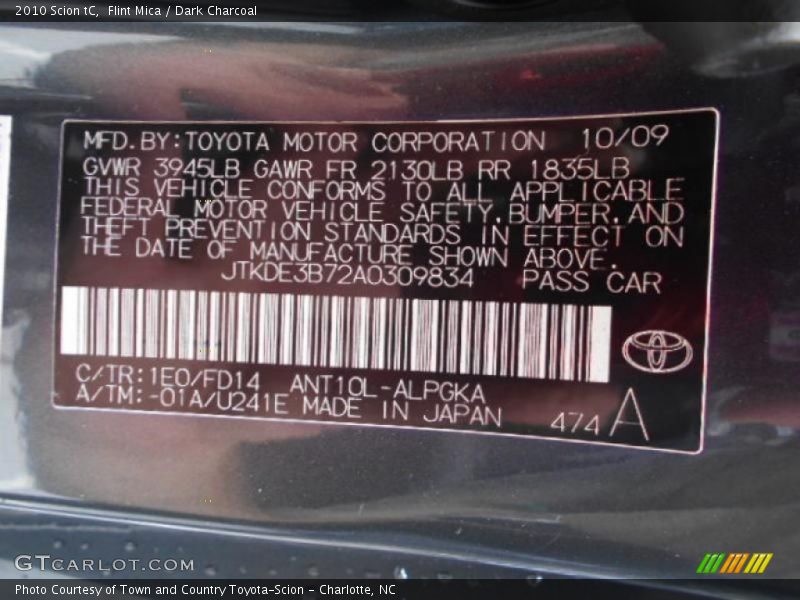 2010 Scion tC,  Flint Mica / Dark Charcoal
MFD.BY:TOYOTA MOTOR CORPORATION 10/09
GVWR 3945LB GAWR FR 2130LB RR 1835LB
THIS VEHICLE CONFORMS TO ALL APPLICABLE
FEDERAL MOTOR VEHICLE SAFETY,BUMPER,AND
THEFT PREVENTION STANDARDS IN EFFECT ON
THE DATE OF MANUFACTURE SHOWN ABOVE.
JTKDE3B72A0309834 PASS CAR
C/TR:1E0/FD14 ANT10L-ALPGKA
A/TM:-01A/U241E MADE IN JAPAN 474 A
GTCARLOT.COM
Photo Courtesy of Town and Country Toyota-Scion - Charlotte, NC